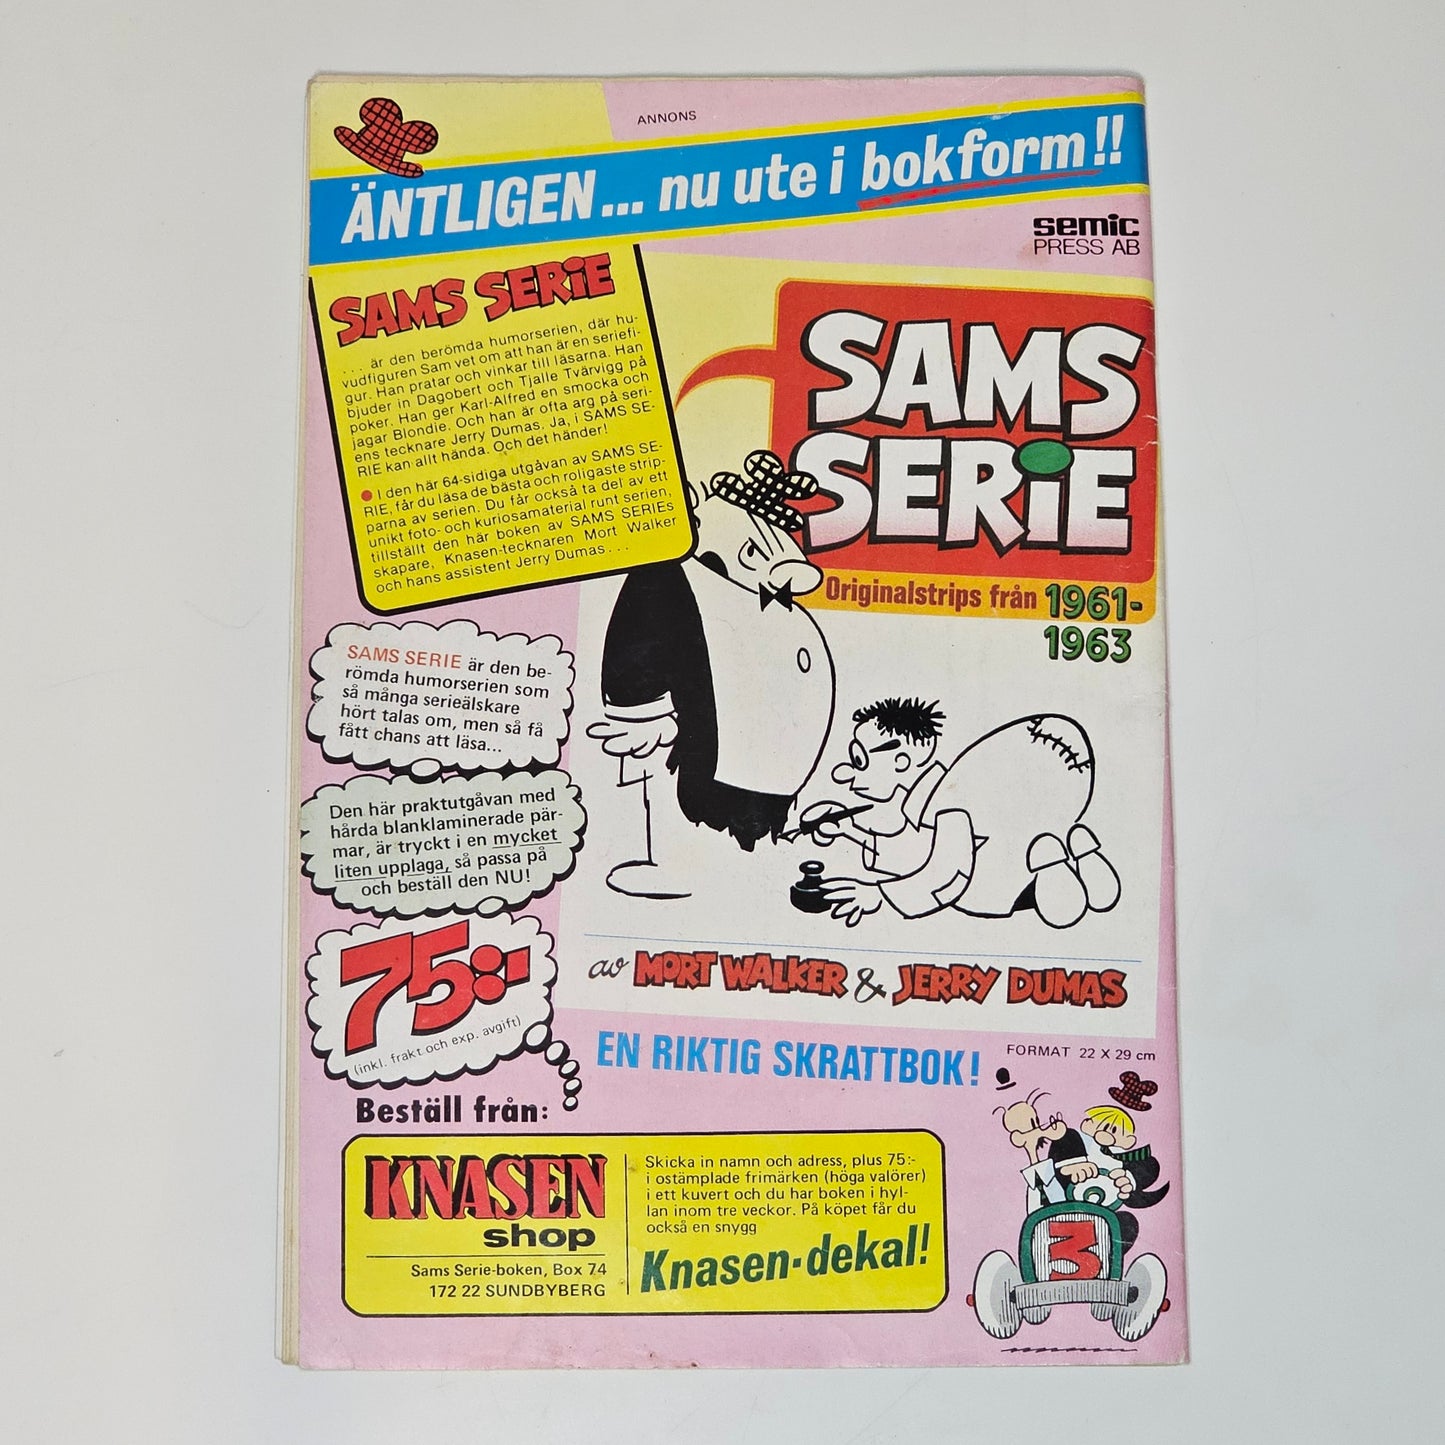 ANNONS
ÄNTLIGEN... nu ute i bokform!!
semic
PRESS AB
SAMS SERiE
... är den berömda humorserien, där hu-
vudfiguren Sam vet om att han är en seriefi-
gur. Han pratar och vinkar till läsarna. Han
bjuder in Dagobert och Tjalle Tvärvigg på
poker. Han ger Karl-Alfred en smocka och
jagar Blondie. Och han är ofta arg på seri-
ens tecknare Jerry Dumas. Ja, i SAMS SE-
RIE kan allt hända. Och det händer!
● I den här 64-sidiga utgåvan av SAMS SE-
RIE, får du läsa de bästa och roligaste strip-
parna av serien. Du får också ta del av ett
unikt foto- och kuriosamaterial runt serien,
tillställt den här boken av SAMS SERIEs
skapare, Knasen-tecknaren Mort Walker
och hans assistent Jerry Dumas...
SAMS
SERiE
Originalstrips från 1961-
1963
SAMS SERIE är den be-
römda humorserien som
så många serieälskare
hört talas om, men så få
fått chans att läsa...
Den här praktutgåvan med
hårda blanklaminerade pär-
mar, är tryckt i en mycket
liten upplaga, så passa på
och beställ den NU!
75:-
(inkl. frakt och exp. avgift)
av MORT WALKER & JERRY DUMAS
EN RIKTIG SKRATTBOK!
FORMAT 22 X 29 cm
Beställ från:
KNASEN
shop
Sams Serie-boken, Box 74
172 22 SUNDBYBERG
Skicka in namn och adress, plus 75:-
i ostämplade frimärken (höga valörer)
i ett kuvert och du har boken i hyl-
lan inom tre veckor. På köpet får du
också en snygg
Knasen-dekal!
3